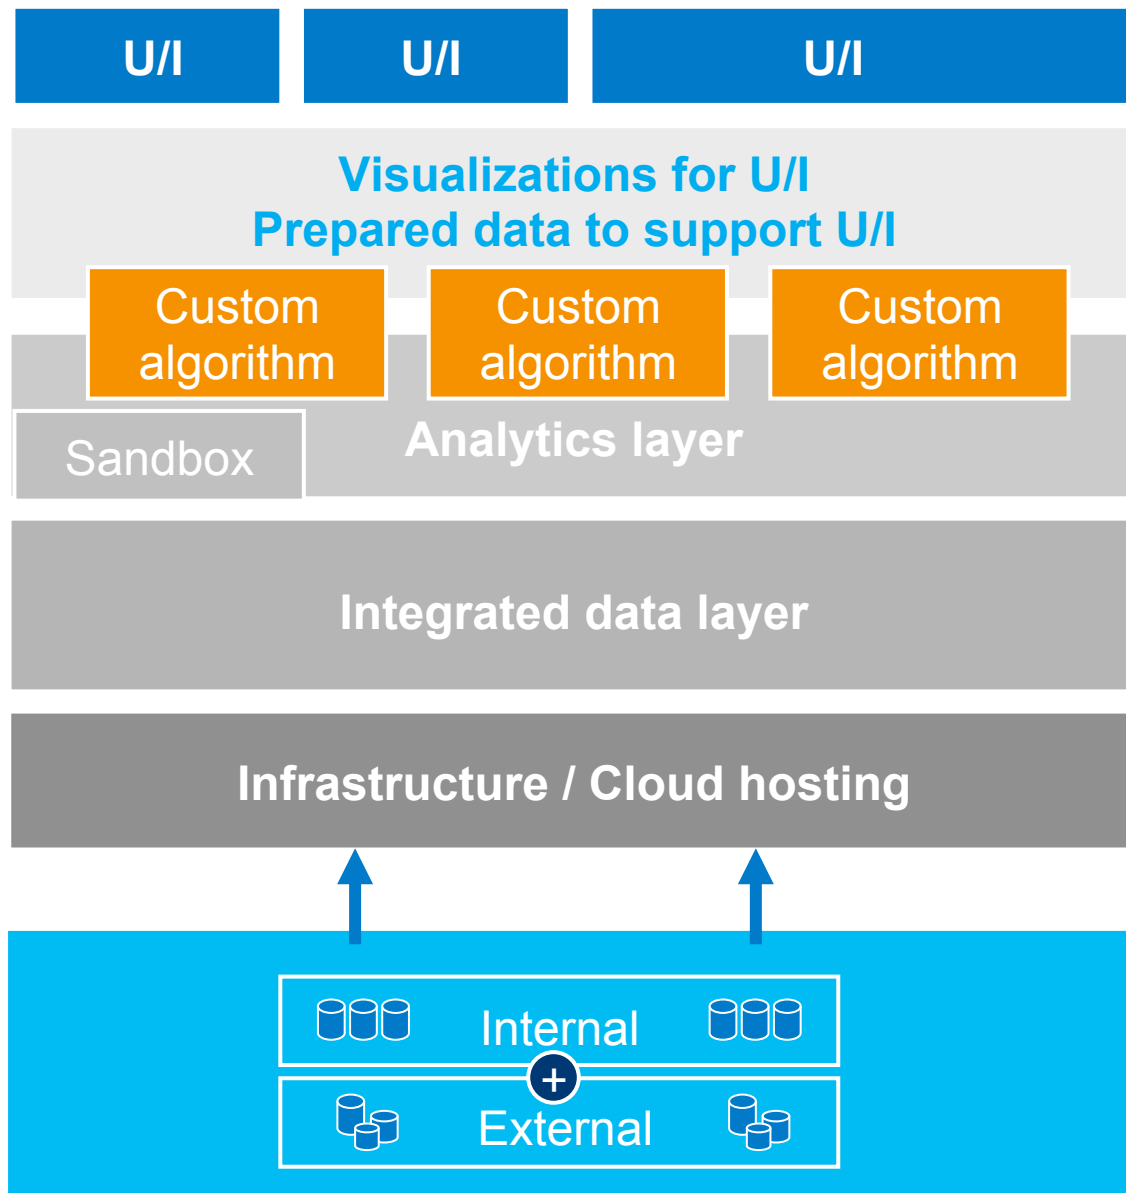 U/I
U/I
U/I
Visualizations for U/I
Prepared data to support U/I
Custom
algorithm
Custom
algorithm
Custom
algorithm
Analytics layer
Sandbox
Integrated data layer
Infrastructure / Cloud hosting
Internal
+
External